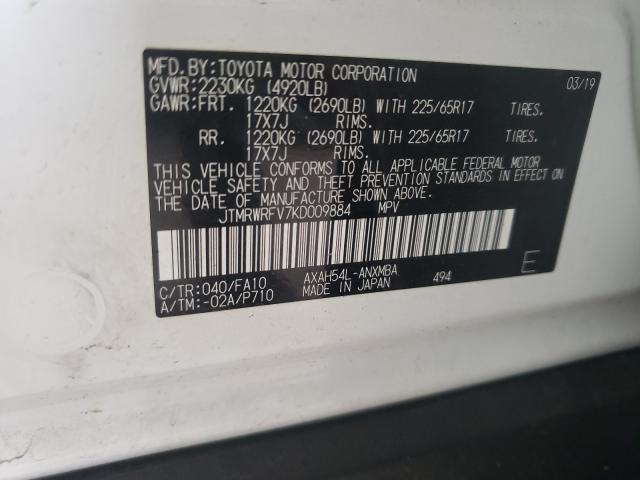 MFD. BY: TOYOTA MOTOR CORPORATION 03/19
GVWR: 2230KG (4920LB)
GAWR: FRT. 1220KG (2690LB) WITH 225/65R17 TIRES.
17X7J RIMS.
RR. 1220KG (2690LB) WITH 225/65R17 TIRES.
17X7J RIMS.
THIS VEHICLE CONFORMS TO ALL APPLICABLE FEDERAL MOTOR
VEHICLE SAFETY AND THEFT PREVENTION STANDARDS IN EFFECT ON
THE DATE OF MANUFACTURE SHOWN ABOVE.
JTMRWRFV7KD009884 MPV
C/TR: 040/FA10 AXAH54L-ANXMBA 494 E
A/TM: -02A/P710 MADE IN JAPAN